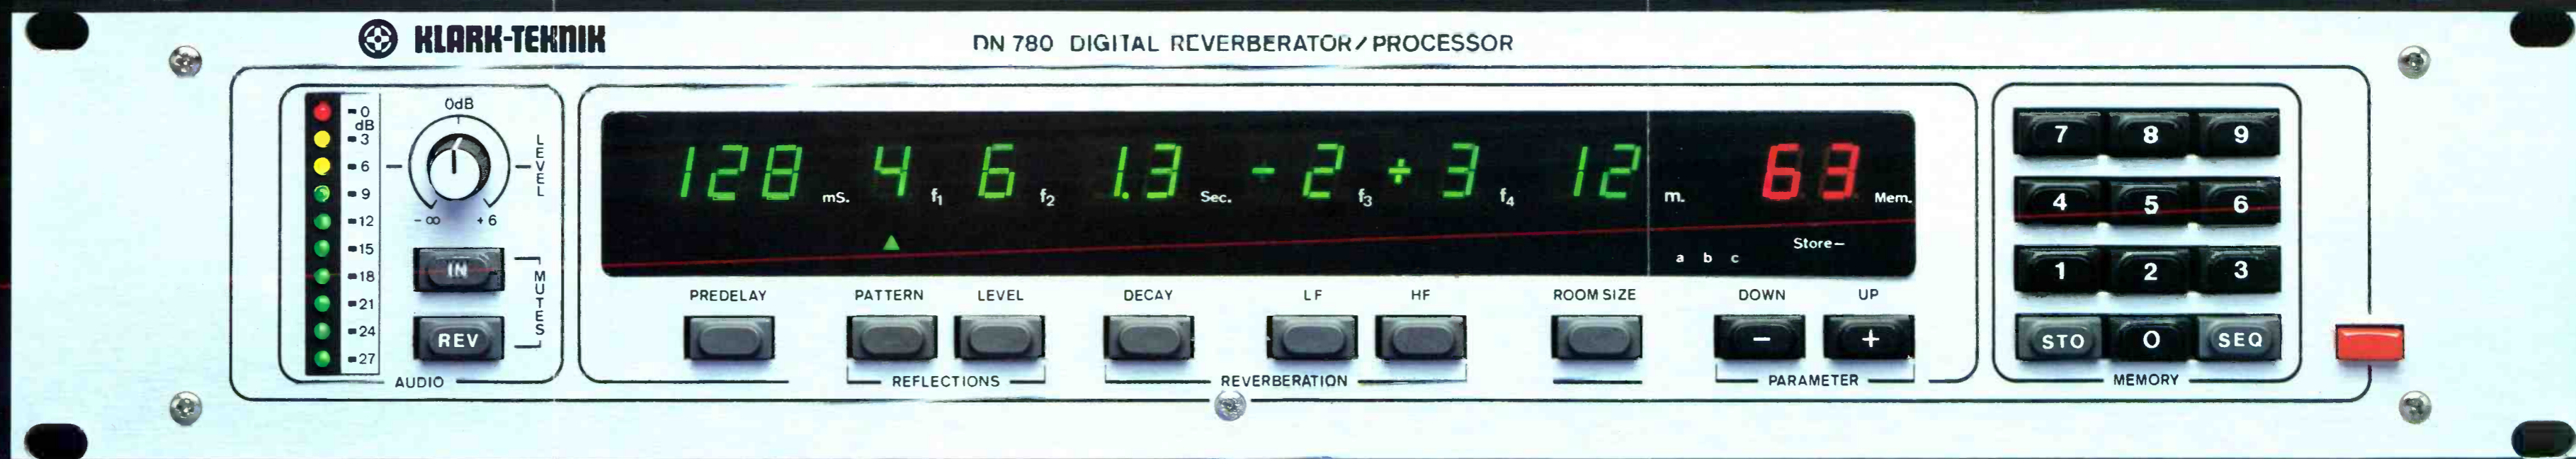 KLARK-TEKNIK
DN 780 DIGITAL REVERBERATOR/PROCESSOR
0
dB
3
6
9
12
15
18
21
24
27
0dB
-∞ +6
LEVEL
IN
REV
MUTES
AUDIO
128 mS. 4 f1 6 f2 1.3 Sec. - 2 f3 ÷ 3 f4 12 m. 63 Mem.
Store–
a b c
PREDELAY PATTERN LEVEL DECAY LF HF ROOM SIZE DOWN UP
- +
REFLECTIONS REVERBERATION PARAMETER
7 8 9
4 5 6
1 2 3
STO 0 SEQ
MEMORY